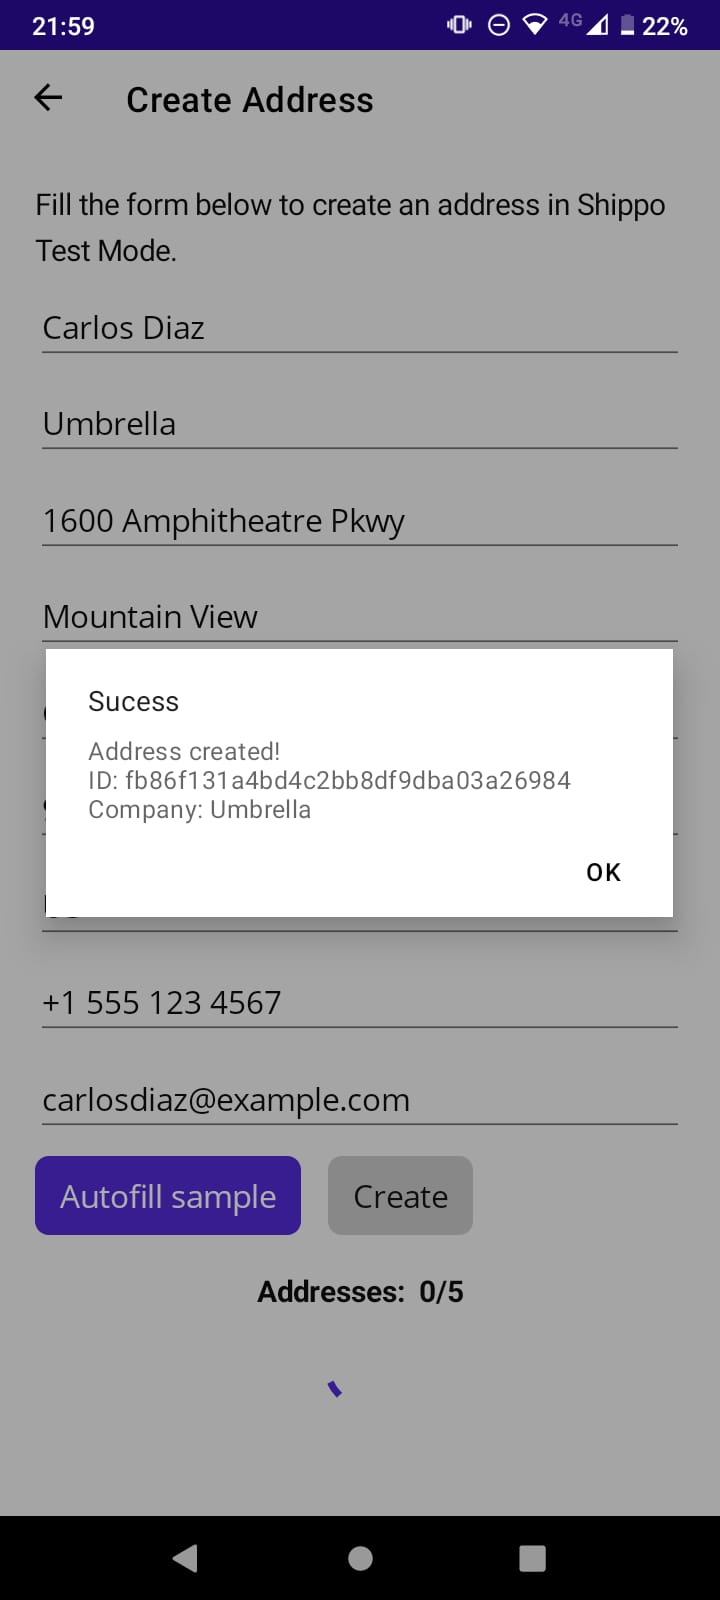 21:59
4G
22%
Create Address
Fill the form below to create an address in Shippo
Test Mode.
Carlos Diaz
Umbrella
1600 Amphitheatre Pkwy
Mountain View
Sucess
Address created!
ID: fb86f131a4bd4c2bb8df9dba03a26984
Company: Umbrella
OK
+1 555 123 4567
carlosdiaz@example.com
Autofill sample
Create
Addresses: 0/5